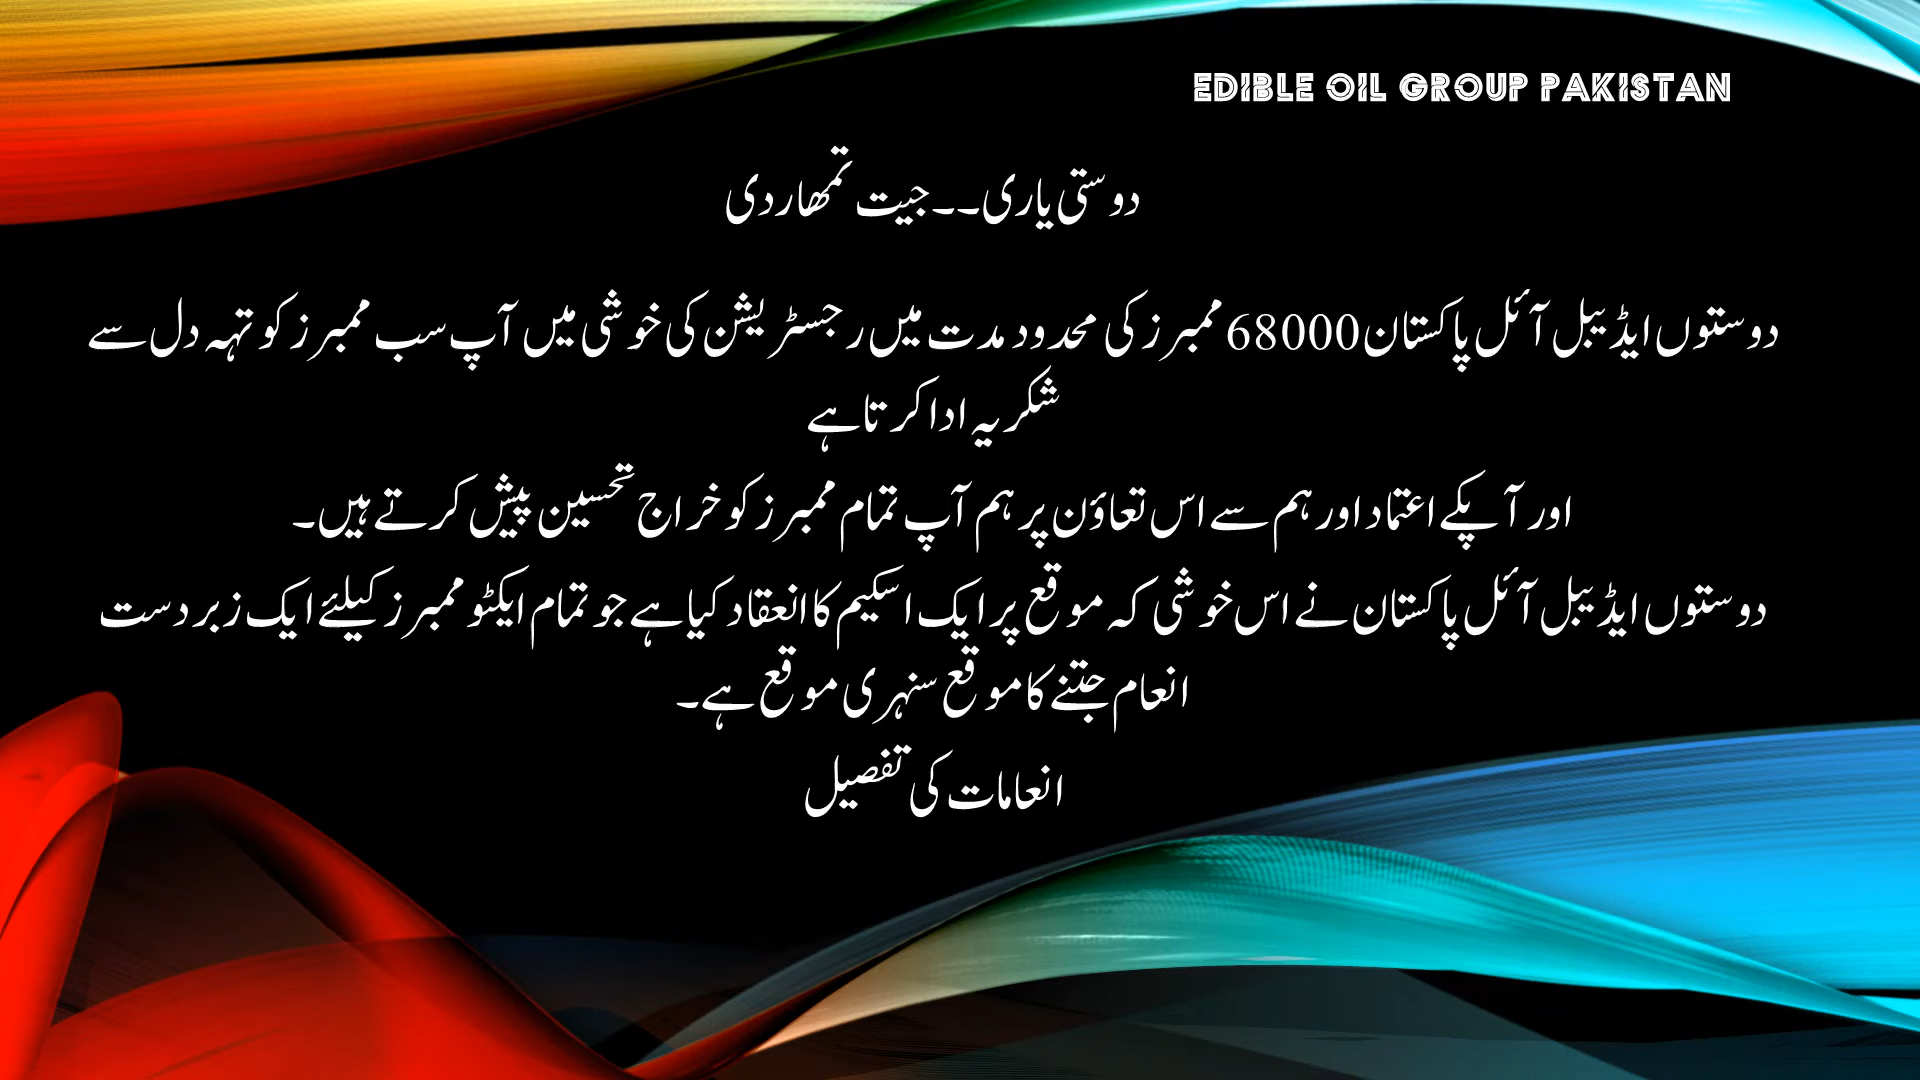 EDIBLE OIL GROUP PAKISTAN
دوستی یاری۔۔جیت تمھاردی
دوستوں ایڈیبل آئل پاکستان68000 ممبرز کی محدود مدت میں رجسٹریشن کی خوشی میں آپ سب ممبرز کو تہہ دل سے
شکریہ ادا کرتا ہے
اور آپکے اعتماد اور ہم سے اس تعاؤن پر ہم آپ تمام ممبرز کو خراج تحسین پیش کرتے ہیں۔
دوستوں ایڈیبل آئل پاکستان نے اس خوشی کہ موقع پر ایک اسکیم کا انعقاد کیا ہے جو تمام ایکٹو ممبرز کیلئے ایک زبردست
انعام جتنے کا موقع سنہری موقع ہے۔
انعامات کی تفصیل